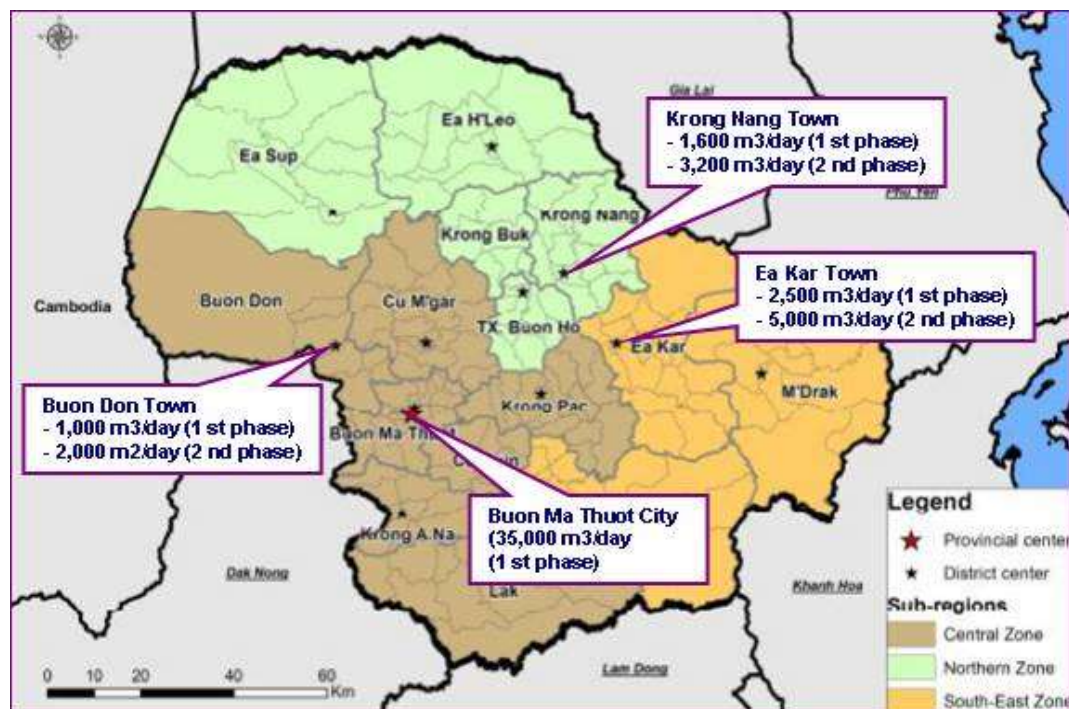 Gia Lai
Krong Nang Town
- 1,600 m3/day (1 st phase)
- 3,200 m3/day (2 nd phase)
Ea H'Leo
Ea Sup
Phu Yen
Krong Nang
Krong Buk
Ea Kar Town
- 2,500 m3/day (1 st phase)
- 5,000 m3/day (2 nd phase)
Cambodia
Buon Don
Cu M'gar
TX. Buon Ho
Ea Kar
M'Drak
Buon Don Town
- 1,000 m3/day (1 st phase)
- 2,000 m2/day (2 nd phase)
Krong Pac
Buon Ma Thuot
Buon Ma Thuot City
(35,000 m3/day
(1 st phase)
Krong A.Na
Lak
Dak Nong
Khanh Hoa
Lam Dong
Legend
Provincial center
District center
Sub-regions
Central Zone
Northern Zone
South-East Zone
0 10 20 40 60
Km